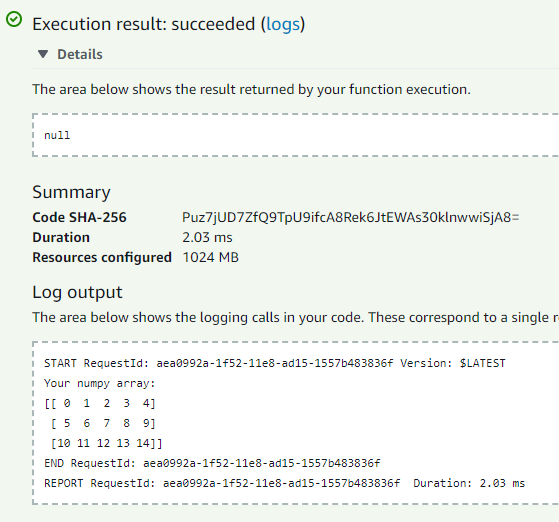 Execution result: succeeded (logs)
Details
The area below shows the result returned by your function execution.
null
Summary
Code SHA-256 Puz7jUD7ZfQ9TpU9ifcA8Rek6JtEWAs30klnwwiSjA8=
Duration 2.03 ms
Resources configured 1024 MB
Log output
The area below shows the logging calls in your code. These correspond to a single
START RequestId: aea0992a-1f52-11e8-ad15-1557b483836f Version: $LATEST
Your numpy array:
[[ 0  1  2  3  4]
 [ 5  6  7  8  9]
 [10 11 12 13 14]]
END RequestId: aea0992a-1f52-11e8-ad15-1557b483836f
REPORT RequestId: aea0992a-1f52-11e8-ad15-1557b483836f  Duration: 2.03 ms